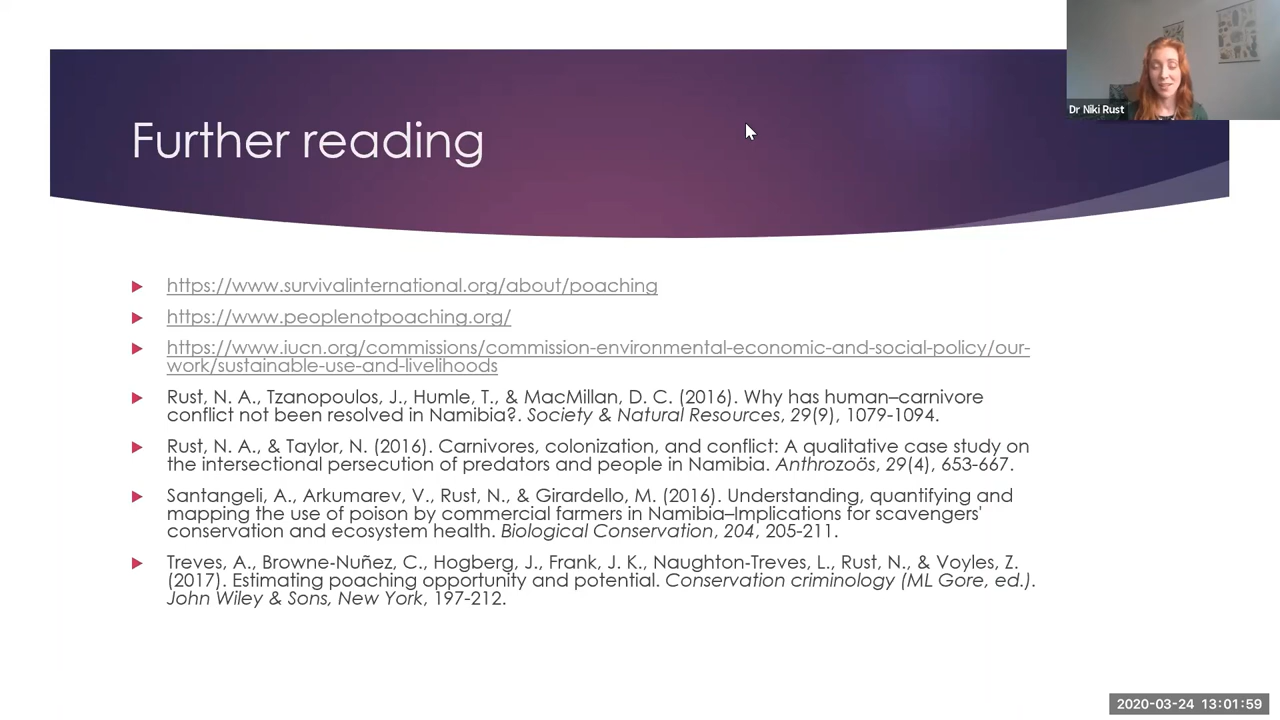 Dr Niki Rust
Further reading
https://www.survivalinternational.org/about/poaching
https://www.peoplenotpoaching.org/
https://www.iucn.org/commissions/commission-environmental-economic-and-social-policy/our-
work/sustainable-use-and-livelihoods
Rust, N. A., Tzanopoulos, J., Humle, T., & MacMillan, D. C. (2016). Why has human–carnivore
conflict not been resolved in Namibia?. Society & Natural Resources, 29(9), 1079-1094.
Rust, N. A., & Taylor, N. (2016). Carnivores, colonization, and conflict: A qualitative case study on
the intersectional persecution of predators and people in Namibia. Anthrozoös, 29(4), 653-667.
Santangeli, A., Arkumarev, V., Rust, N., & Girardello, M. (2016). Understanding, quantifying and
mapping the use of poison by commercial farmers in Namibia–Implications for scavengers'
conservation and ecosystem health. Biological Conservation, 204, 205-211.
Treves, A., Browne-Nuñez, C., Hogberg, J., Frank, J. K., Naughton-Treves, L., Rust, N., & Voyles, Z.
(2017). Estimating poaching opportunity and potential. Conservation criminology (ML Gore, ed.).
John Wiley & Sons, New York, 197-212.
2020-03-24 13:01:59